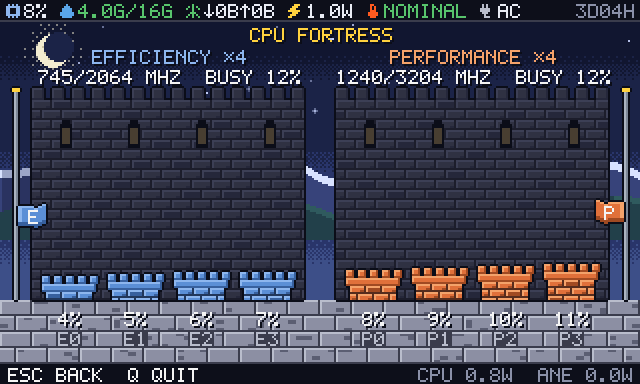 8% 4.0G/16G ↓0B↑0B 1.0W NOMINAL AC 3D04H
CPU FORTRESS
EFFICIENCY ×4 PERFORMANCE ×4
745/2064 MHZ BUSY 12% 1240/3204 MHZ BUSY 12%
E P
4% 5% 6% 7% 8% 9% 10% 11%
E0 E1 E2 E3 P0 P1 P2 P3
ESC BACK Q QUIT CPU 0.8W ANE 0.0W